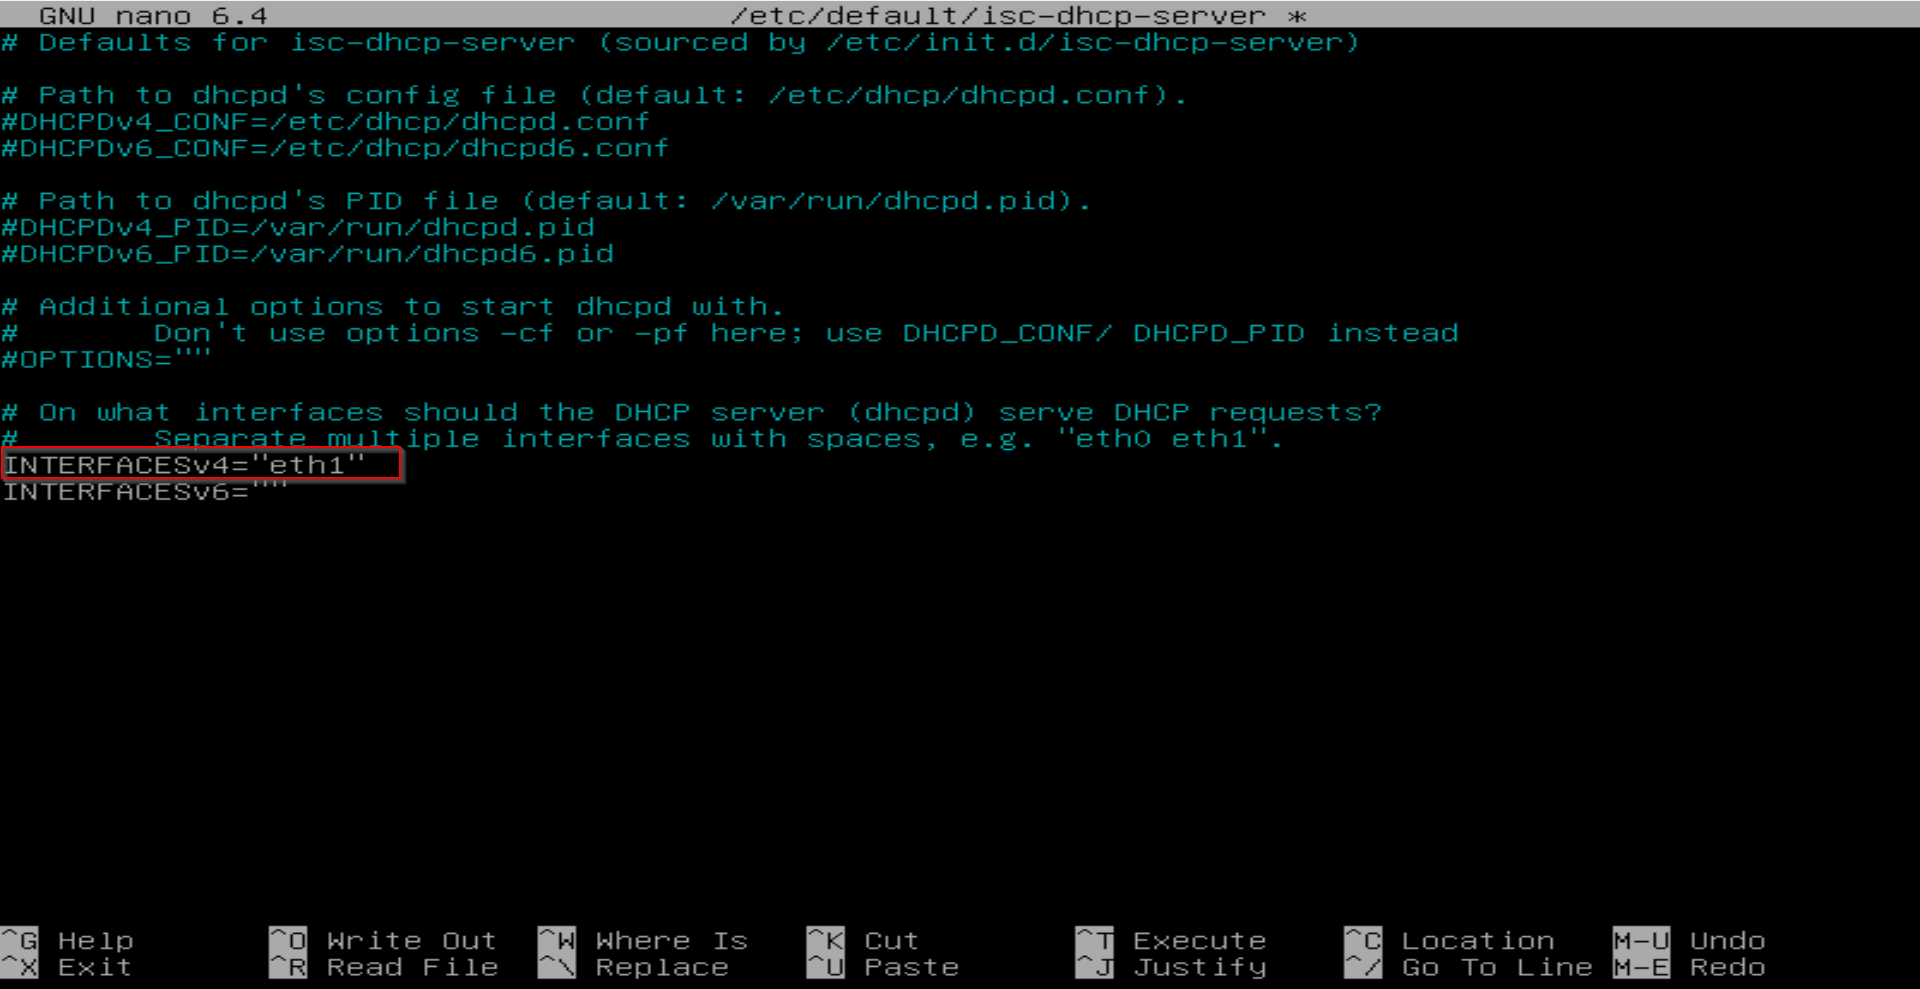 GNU nano 6.4 /etc/default/isc-dhcp-server *
# Defaults for isc-dhcp-server (sourced by /etc/init.d/isc-dhcp-server)
# Path to dhcpd's config file (default: /etc/dhcp/dhcpd.conf).
#DHCPDv4_CONF=/etc/dhcp/dhcpd.conf
#DHCPDv6_CONF=/etc/dhcp/dhcpd6.conf
# Path to dhcpd's PID file (default: /var/run/dhcpd.pid).
#DHCPDv4_PID=/var/run/dhcpd.pid
#DHCPDv6_PID=/var/run/dhcpd6.pid
# Additional options to start dhcpd with.
#       Don't use options -cf or -pf here; use DHCPD_CONF/ DHCPD_PID instead
#OPTIONS=""
# On what interfaces should the DHCP server (dhcpd) serve DHCP requests?
#       Separate multiple interfaces with spaces, e.g. "eth0 eth1".
INTERFACESv4="eth1"
INTERFACESv6=""
^G Help ^O Write Out ^W Where Is ^K Cut ^T Execute ^C Location M-U Undo
^X Exit ^R Read File ^\ Replace ^U Paste ^J Justify ^/ Go To Line M-E Redo